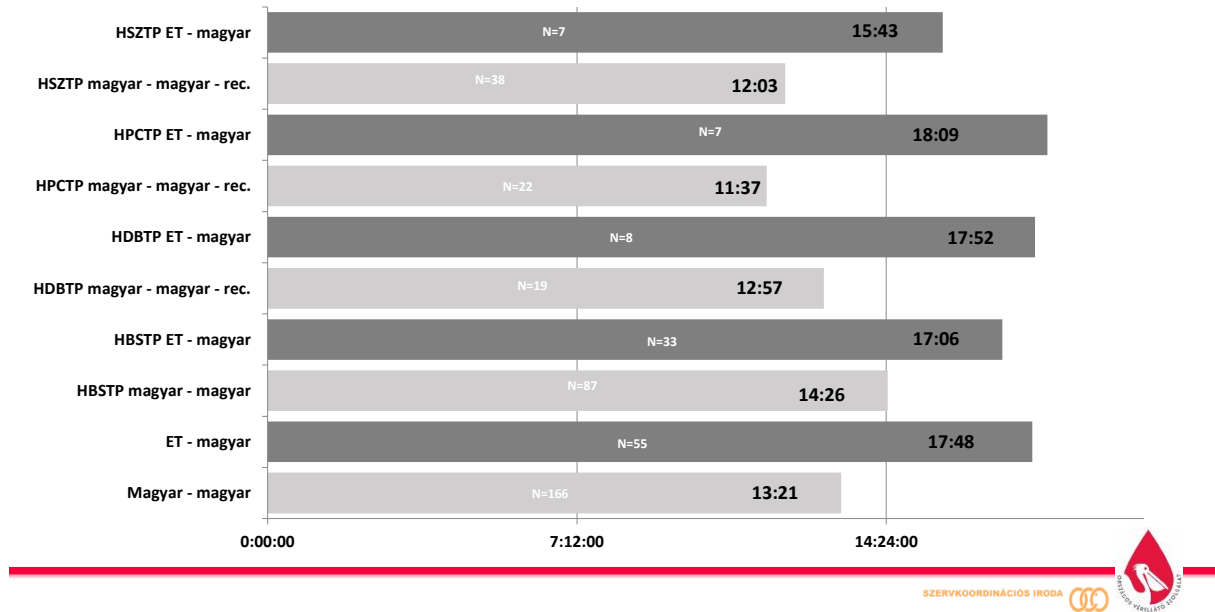 HSZTP ET - magyar N=7 15:43
HSZTP magyar - magyar - rec. N=38 12:03
HPCTP ET - magyar N=7 18:09
HPCTP magyar - magyar - rec. N=22 11:37
HDBTP ET - magyar N=8 17:52
HDBTP magyar - magyar - rec. N=19 12:57
HBSTP ET - magyar N=33 17:06
HBSTP magyar - magyar N=87 14:26
ET - magyar N=55 17:48
Magyar - magyar N=166 13:21
0:00:00 7:12:00 14:24:00
SZERVKOORDINÁCIÓS IRODA
ORSZÁGOS VÉRELLÁTÓ SZOLGÁLAT